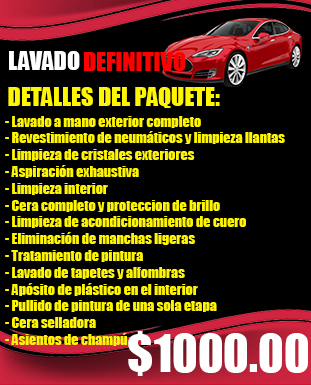 LAVADO DEFINITIVO
DETALLES DEL PAQUETE:
- Lavado a mano exterior completo
- Revestimiento de neumáticos y limpieza llantas
- Limpieza de cristales exteriores
- Aspiración exhaustiva
- Limpieza interior
- Cera completo y proteccion de brillo
- Limpieza de acondicionamiento de cuero
- Eliminación de manchas ligeras
- Tratamiento de pintura
- Lavado de tapetes y alfombras
- Apósito de plástico en el interior
- Pullido de pintura de una sola etapa
- Cera selladora
- Asientos de champú
$1000.00